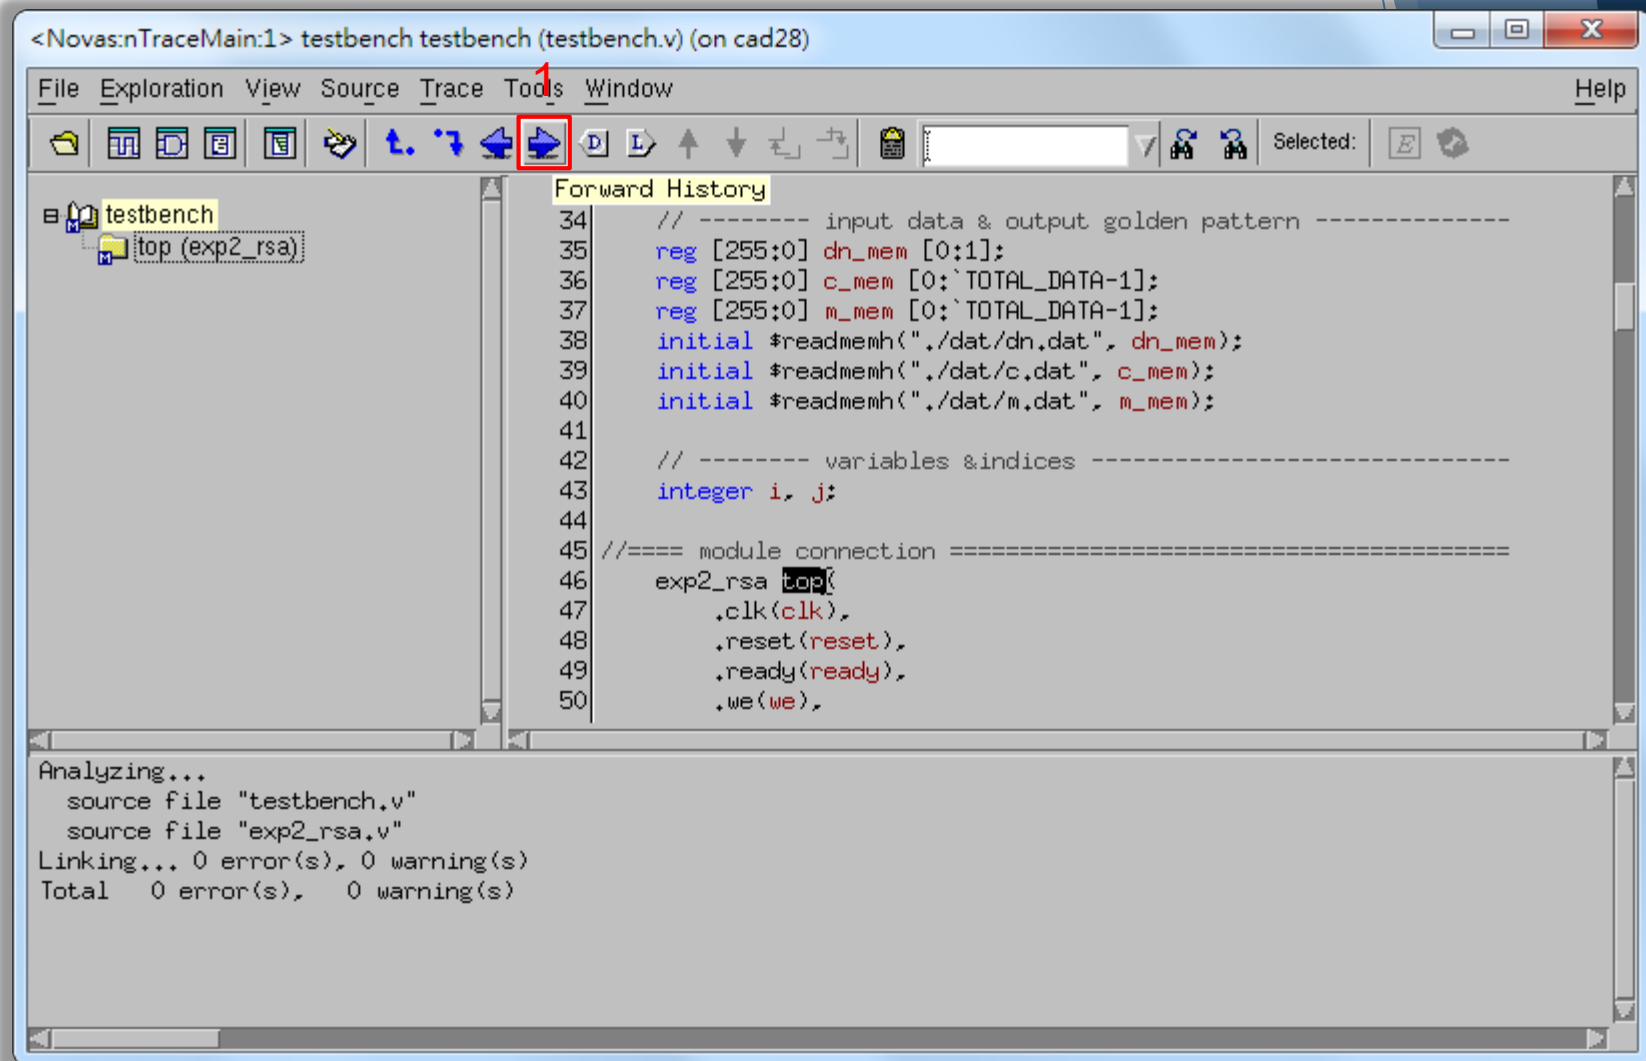 <Novas:nTraceMain:1> testbench testbench (testbench.v) (on cad28)
File Exploration View Source Trace Tools Window Help
1
D L Selected: E
Forward History
testbench
top (exp2_rsa)
34 // -------- input data & output golden pattern --------------
35 reg [255:0] dn_mem [0:1];
36 reg [255:0] c_mem [0:`TOTAL_DATA-1];
37 reg [255:0] m_mem [0:`TOTAL_DATA-1];
38 initial $readmemh("./dat/dn.dat", dn_mem);
39 initial $readmemh("./dat/c.dat", c_mem);
40 initial $readmemh("./dat/m.dat", m_mem);
41
42 // -------- variables &indices ------------------------------
43 integer i, j;
44
45 //==== module connection ========================================
46 exp2_rsa top(
47 .clk(clk),
48 .reset(reset),
49 .ready(ready),
50 .we(we),
Analyzing...
source file "testbench.v"
source file "exp2_rsa.v"
Linking... 0 error(s), 0 warning(s)
Total 0 error(s), 0 warning(s)